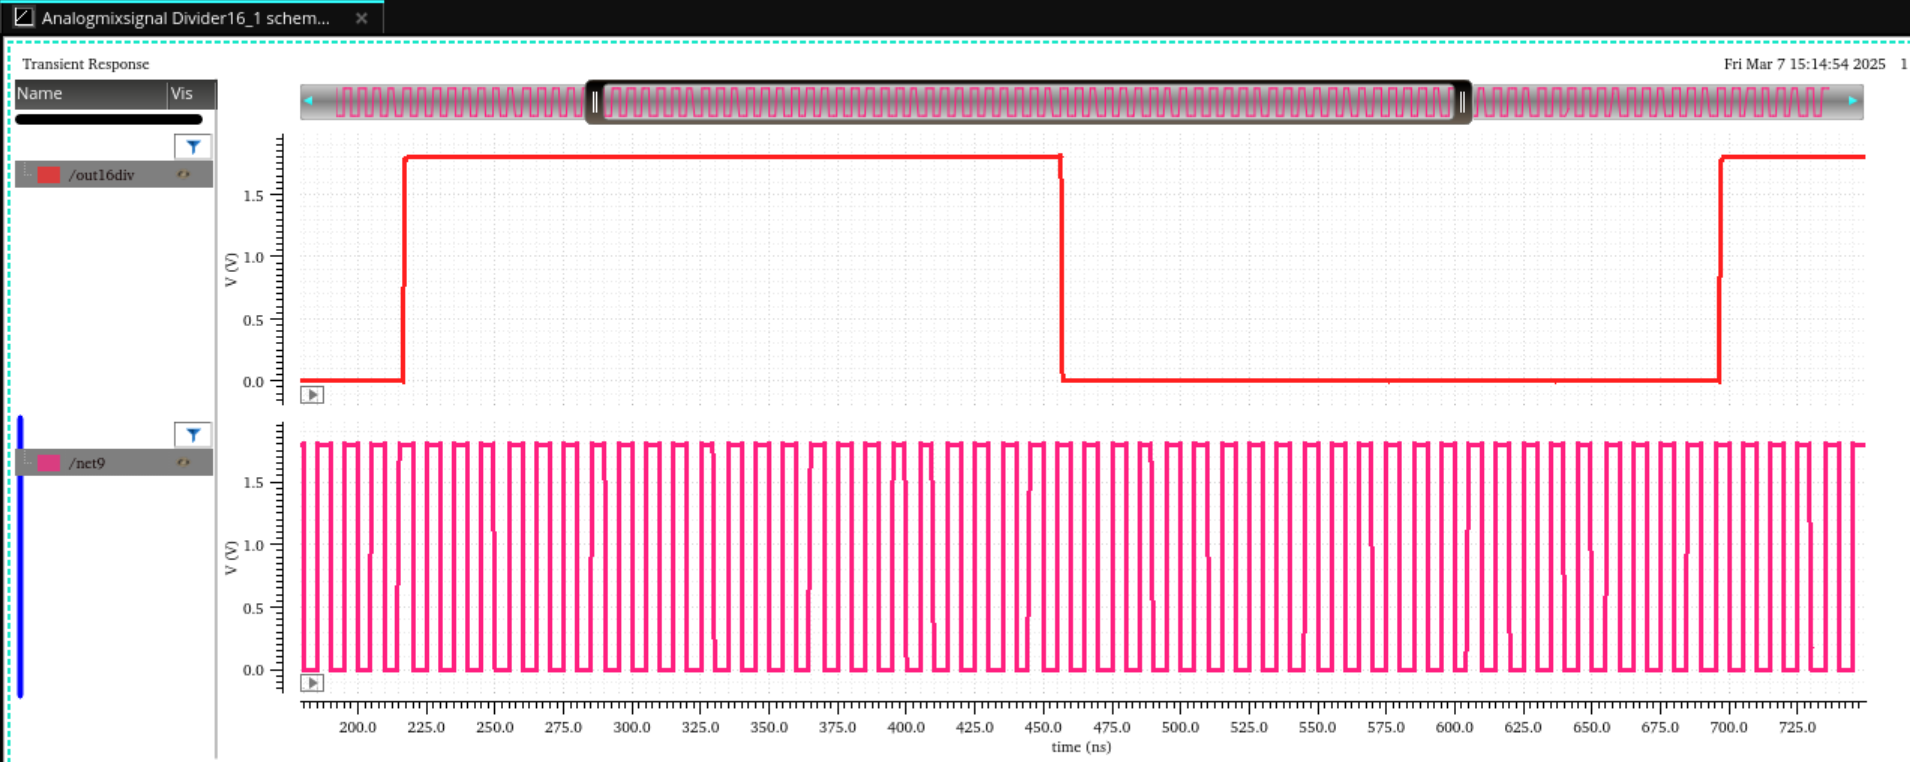 Analogmixsignal Divider16_1 schem...
Transient Response
Fri Mar 7 15:14:54 2025 1
Name Vis
/out16div
V (V)
1.5
1.0
0.5
0.0
/net9
V (V)
1.5
1.0
0.5
0.0
200.0 225.0 250.0 275.0 300.0 325.0 350.0 375.0 400.0 425.0 450.0 475.0 500.0 525.0 550.0 575.0 600.0 625.0 650.0 675.0 700.0 725.0
time (ns)